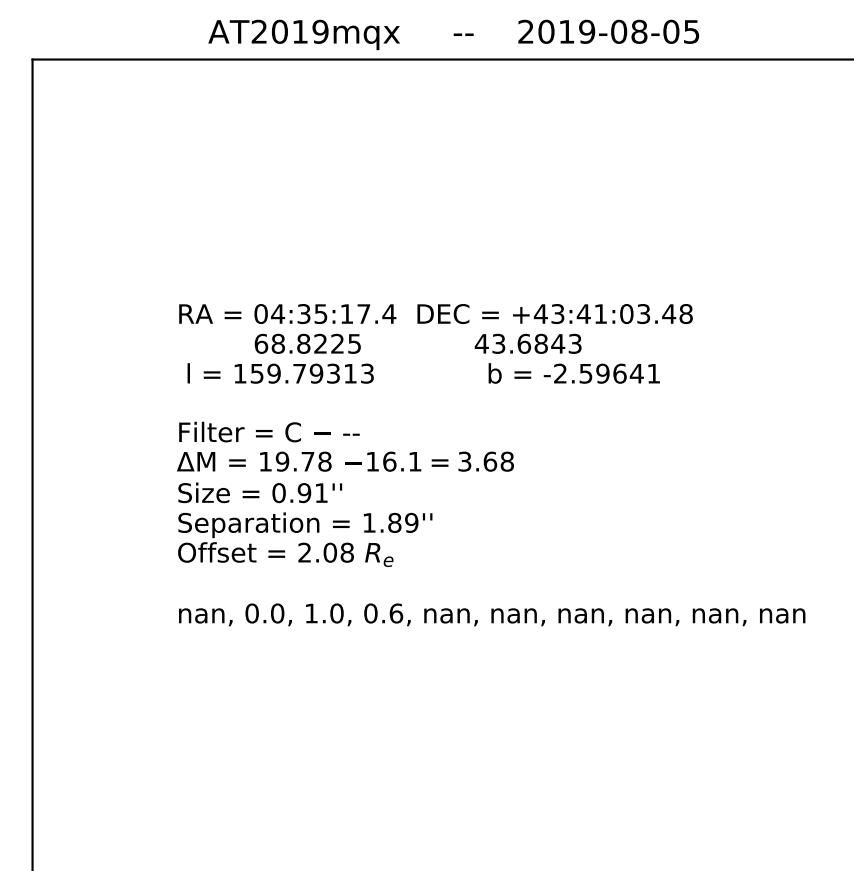 AT2019mqx -- 2019-08-05
RA = 04:35:17.4 DEC = +43:41:03.48
68.8225 43.6843
l = 159.79313 b = -2.59641
Filter = C − --
ΔM = 19.78 −16.1 = 3.68
Size = 0.91''
Separation = 1.89''
Offset = 2.08 Rₑ
nan, 0.0, 1.0, 0.6, nan, nan, nan, nan, nan, nan